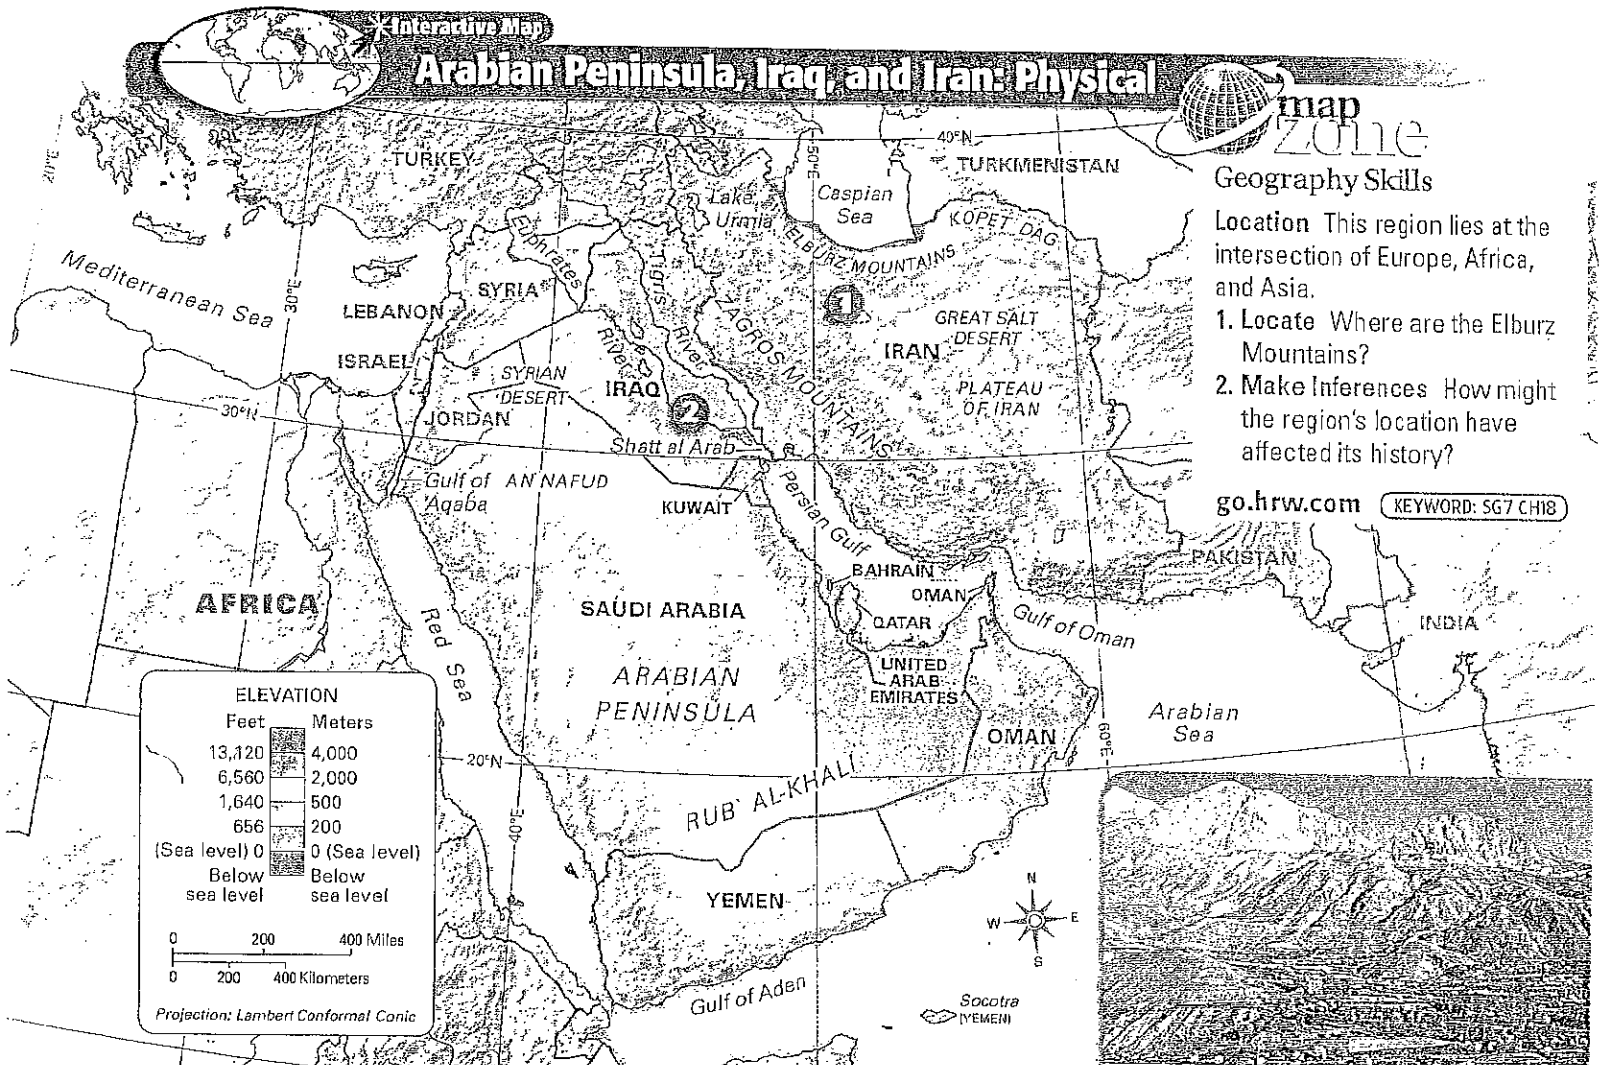 Interactive Map
Arabian Peninsula, Iraq, and Iran: Physical
map
zone
Geography Skills
Location This region lies at the
intersection of Europe, Africa,
and Asia.
1. Locate Where are the Elburz
Mountains?
2. Make Inferences How might
the region's location have
affected its history?
go.hrw.com
KEYWORD: SG7 CH18
20°E
30°E
40°N
50°E
TURKEY
TURKMENISTAN
Lake
Urmia
Caspian
Sea
KOPET DAG
ELBURZ MOUNTAINS
Mediterranean Sea
Euphrates
River
Tigris
River
SYRIA
LEBANON
ISRAEL
ZAGROS MOUNTAINS
1
GREAT SALT
DESERT
IRAN
SYRIAN
DESERT
IRAQ
PLATEAU
OF IRAN
30°N
JORDAN
2
Shatt al Arab
Gulf of
Aqaba
AN NAFUD
KUWAIT
Persian Gulf
PAKISTAN
BAHRAIN
OMAN
AFRICA
SAUDI ARABIA
QATAR
Gulf of Oman
INDIA
Red Sea
ARABIAN
PENINSULA
UNITED
ARAB
EMIRATES
Arabian
Sea
OMAN
60°E
20°N
RUB' AL-KHALI
40°E
YEMEN
Gulf of Aden
Socotra
(YEMEN)
N
W E
S
ELEVATION
Feet Meters
13,120 4,000
6,560 2,000
1,640 500
656 200
(Sea level) 0 0 (Sea level)
Below Below
sea level sea level
0 200 400 Miles
0 200 400 Kilometers
Projection: Lambert Conformal Conic